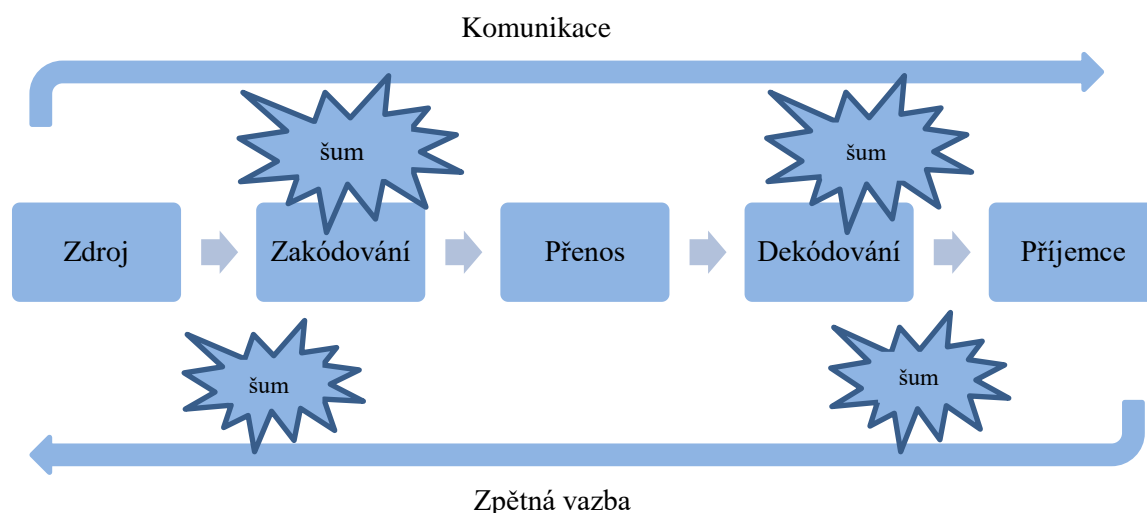 Komunikace
šum
šum
Zdroj
Zakódování
Přenos
Dekódování
Příjemce
šum
šum
Zpětná vazba